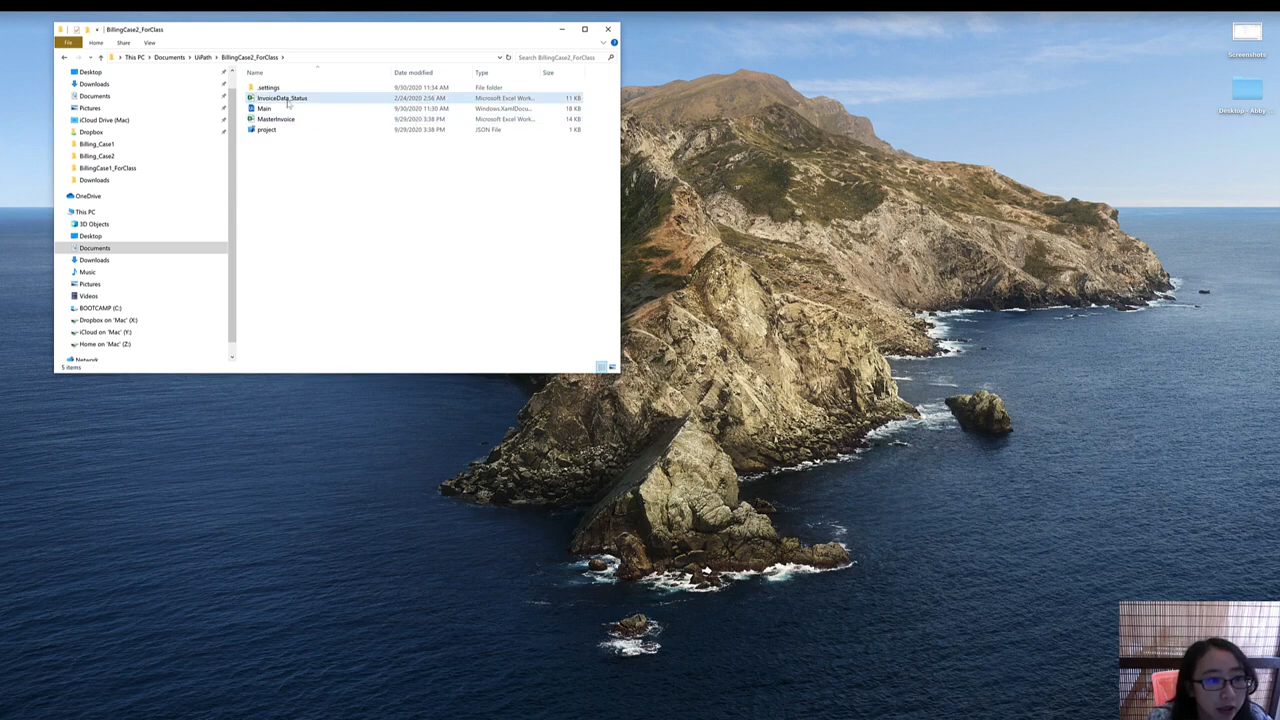 BillingCase2_ForClass
File Home Share View
This PC Documents UiPath BillingCase2_ForClass Search BillingCase2_ForClass
Name Date modified Type Size
.settings 9/30/2020 11:34 AM File folder
InvoiceData_Status 2/24/2020 2:56 AM Microsoft Excel Work... 11 KB
Main 9/30/2020 11:30 AM Windows.XamlDocu... 18 KB
MasterInvoice 9/29/2020 3:38 PM Microsoft Excel Work... 14 KB
project 9/29/2020 3:38 PM JSON File 1 KB
Desktop
Downloads
Documents
Pictures
iCloud Drive (Mac)
Dropbox
Billing_Case1
Billing_Case2
BillingCase1_ForClass
Downloads
OneDrive
This PC
3D Objects
Desktop
Documents
Downloads
Music
Pictures
Videos
BOOTCAMP (C:)
Dropbox on 'Mac' (X:)
iCloud on 'Mac' (Y:)
Home on 'Mac' (Z:)
Network
5 items
Screenshots
Desktop - Abby ...